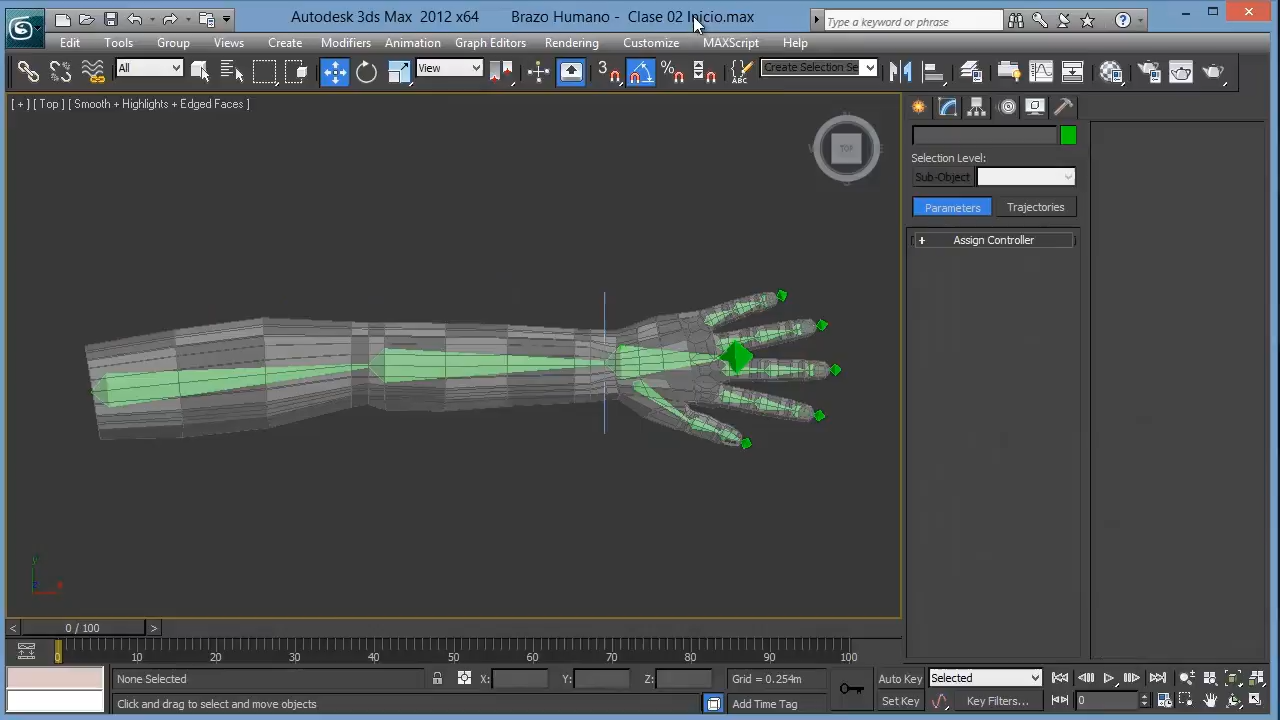 Autodesk 3ds Max 2012 x64 Brazo Humano - Clase 02 Inicio.max
Type a keyword or phrase
Edit Tools Group Views Create Modifiers Animation Graph Editors Rendering Customize MAXScript Help
All View 3 ABC Create Selection Se
[ + ] [ Top ] [ Smooth + Highlights + Edged Faces ]
TOP
Selection Level:
Sub-Object
Parameters Trajectories
+ Assign Controller
y
< 0 / 100 >
0 10 20 30 40 50 60 70 80 90 100
None Selected X: Y: Z: Grid = 0.254m Auto Key Selected
Click and drag to select and move objects Add Time Tag Set Key Key Filters... 0